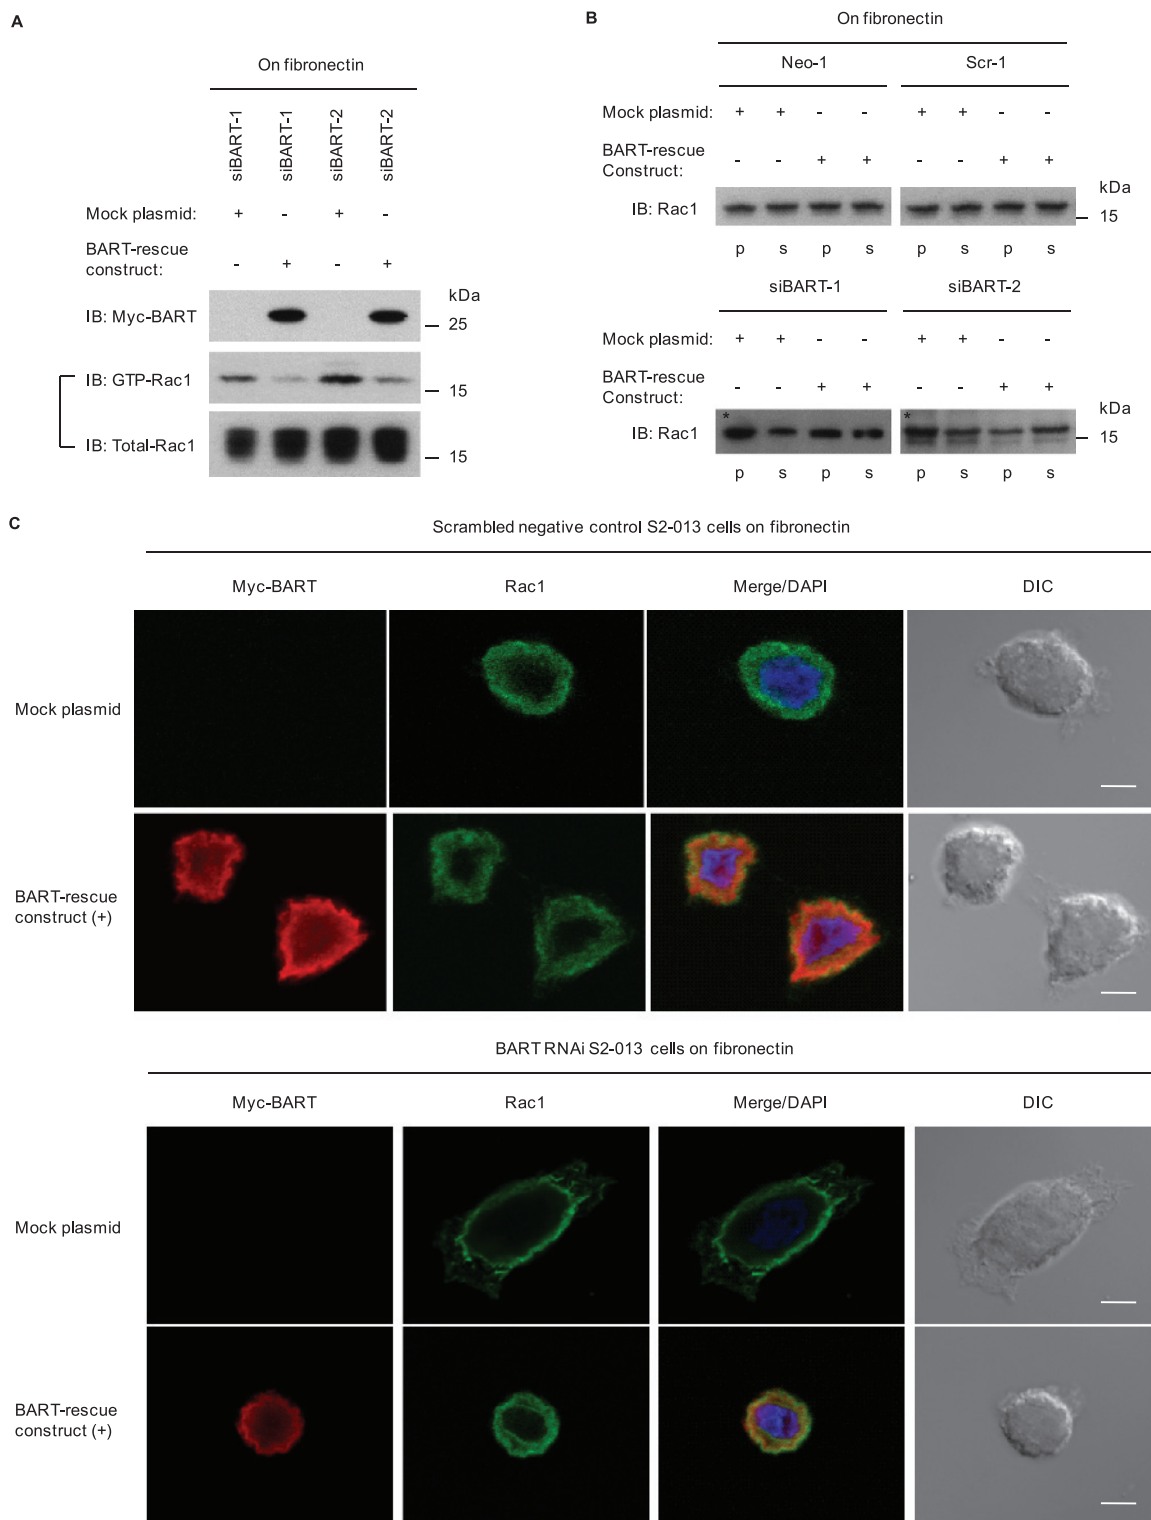 A
On fibronectin
siBART-1 siBART-1 siBART-2 siBART-2
Mock plasmid: + - + -
BART-rescue
construct: - + - +
kDa
IB: Myc-BART
25
IB: GTP-Rac1
15
IB: Total-Rac1
15
B
On fibronectin
Neo-1 Scr-1
Mock plasmid: + + - - + + - -
BART-rescue
Construct: - - + + - - + +
kDa
IB: Rac1
15
p s p s p s p s
siBART-1 siBART-2
Mock plasmid: + + - - + + - -
BART-rescue
Construct: - - + + - - + +
kDa
* *
IB: Rac1
15
p s p s p s p s
C
Scrambled negative control S2-013 cells on fibronectin
Myc-BART Rac1 Merge/DAPI DIC
Mock plasmid
BART-rescue
construct (+)
BART RNAi S2-013 cells on fibronectin
Myc-BART Rac1 Merge/DAPI DIC
Mock plasmid
BART-rescue
construct (+)